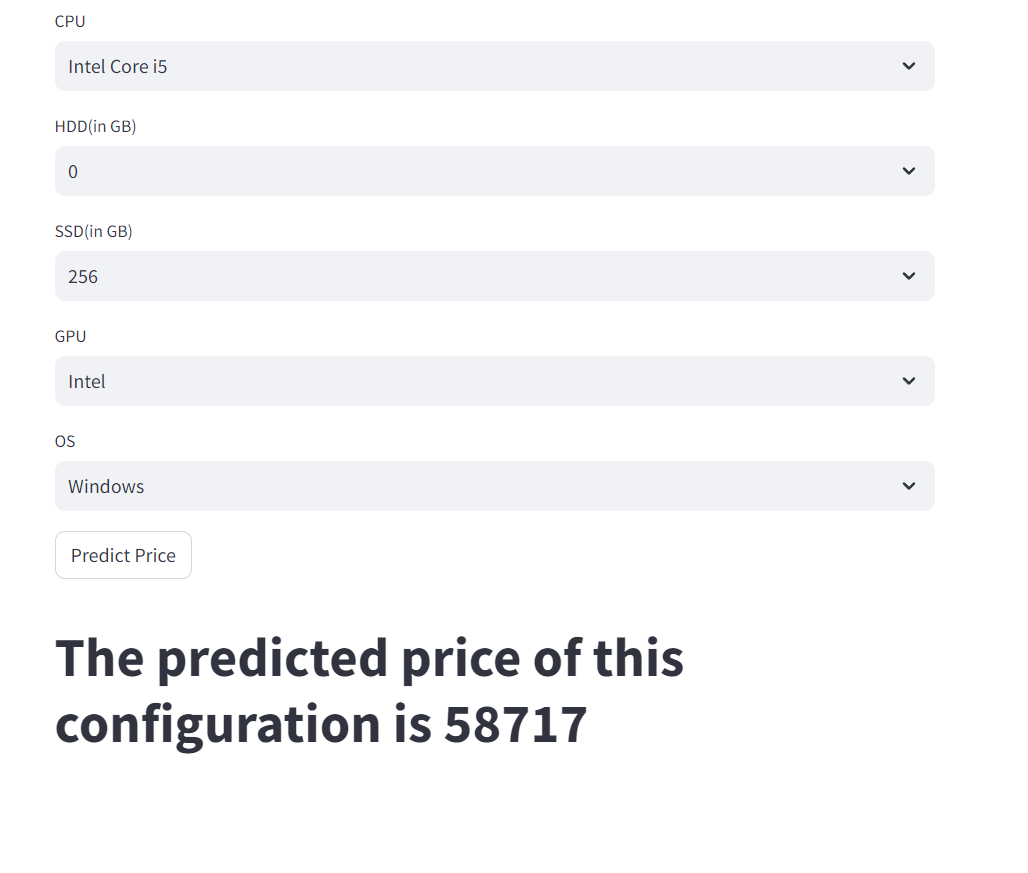 CPU
Intel Core i5
HDD(in GB)
0
SSD(in GB)
256
GPU
Intel
OS
Windows
Predict Price
The predicted price of this
configuration is 58717